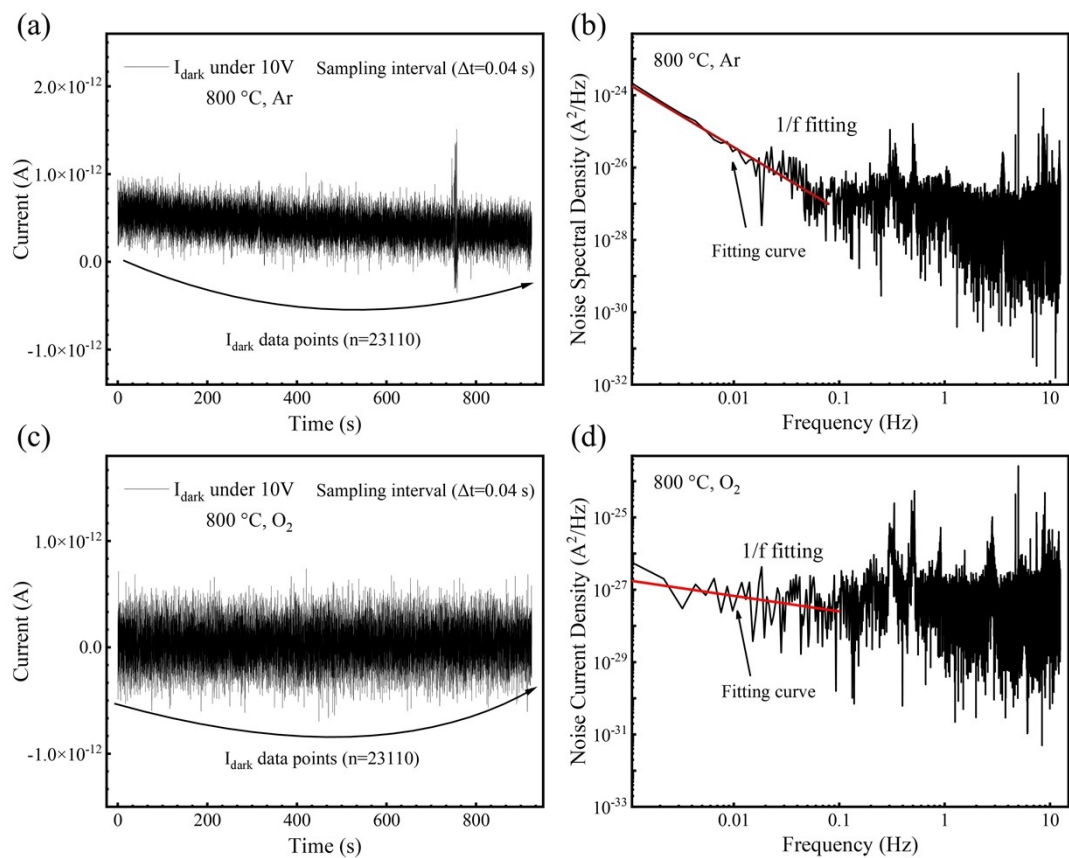 (a)
I_dark under 10V
Sampling interval (Δt=0.04 s)
800 °C, Ar
2.0×10⁻¹²
1.0×10⁻¹²
0.0
-1.0×10⁻¹²
Current (A)
I_dark data points (n=23110)
0 200 400 600 800
Time (s)
(b)
800 °C, Ar
1/f fitting
Fitting curve
10⁻²⁴
10⁻²⁶
10⁻²⁸
10⁻³⁰
10⁻³²
Noise Spectral Density (A²/Hz)
0.01 0.1 1 10
Frequency (Hz)
(c)
I_dark under 10V
Sampling interval (Δt=0.04 s)
800 °C, O₂
1.0×10⁻¹²
0.0
-1.0×10⁻¹²
Current (A)
I_dark data points (n=23110)
0 200 400 600 800
Time (s)
(d)
800 °C, O₂
1/f fitting
Fitting curve
10⁻²⁵
10⁻²⁷
10⁻²⁹
10⁻³¹
10⁻³³
Noise Current Density (A²/Hz)
0.01 0.1 1 10
Frequency (Hz)